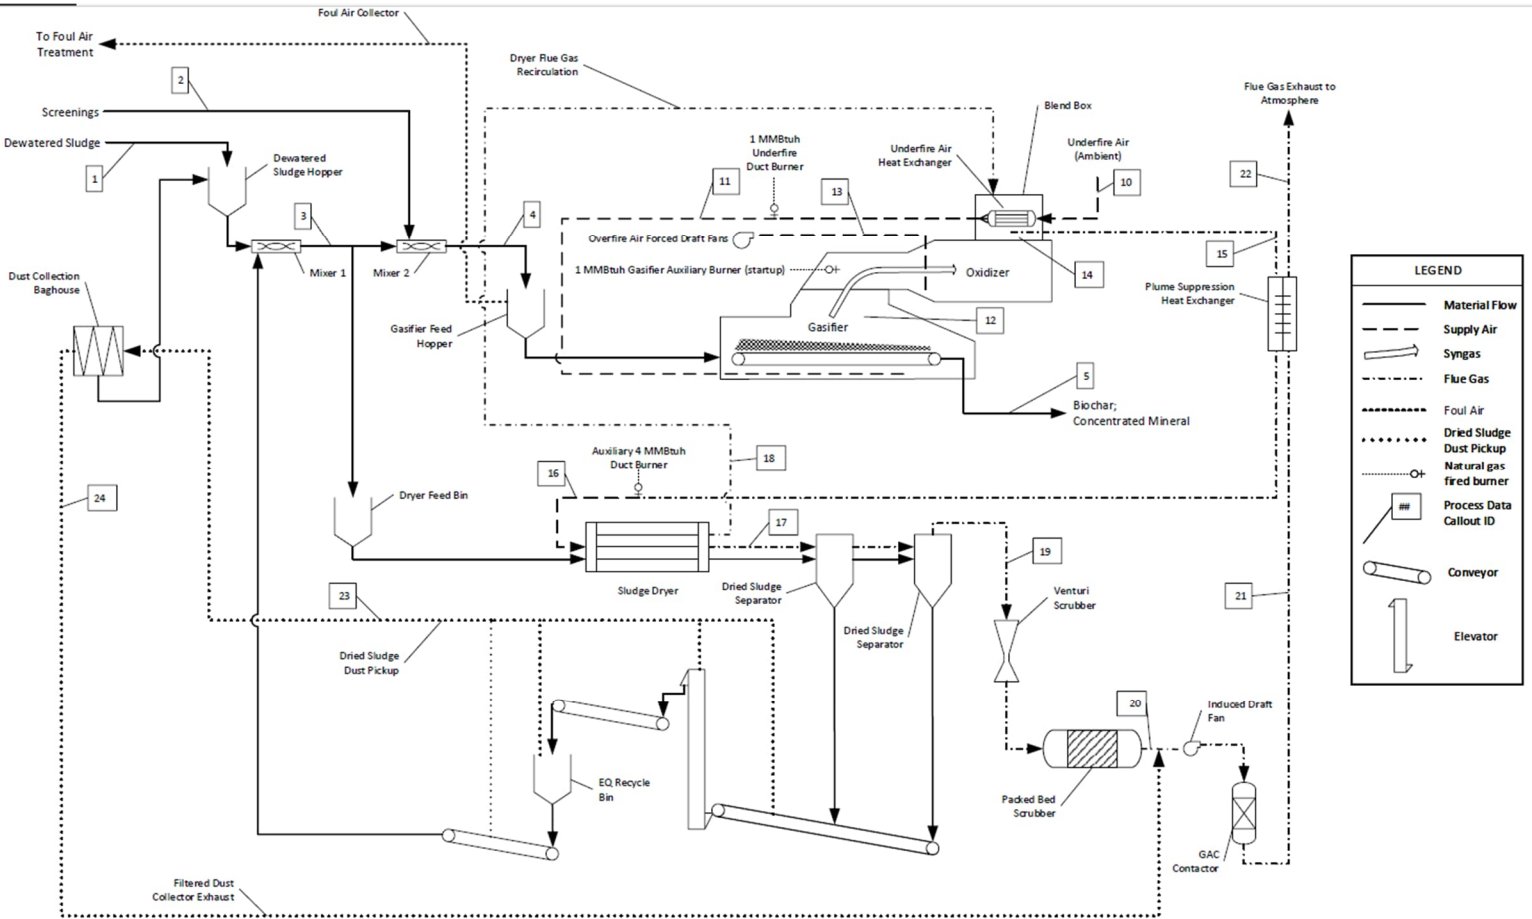 Foul Air Collector
To Foul Air
Treatment
2
Screenings
Dewatered Sludge
1
Dewatered
Sludge Hopper
3
4
Mixer 1
Mixer 2
Dust Collection
Baghouse
Gasifier Feed
Hopper
Dryer Flue Gas
Recirculation
1 MMBtuh
Underfire
Duct Burner
11
13
Underfire Air
Heat Exchanger
Blend Box
Underfire Air
(Ambient)
10
Overfire Air Forced Draft Fans
1 MMBtuh Gasifier Auxiliary Burner (startup)
Oxidizer
14
Gasifier
12
5
Biochar;
Concentrated Mineral
Flue Gas Exhaust to
Atmosphere
22
15
Plume Suppression
Heat Exchanger
LEGEND
Material Flow
Supply Air
Syngas
Flue Gas
Foul Air
Dried Sludge
Dust Pickup
Natural gas
fired burner
##
Process Data
Callout ID
Conveyor
Elevator
24
Dryer Feed Bin
16
Auxiliary 4 MMBtuh
Duct Burner
18
17
Sludge Dryer
Dried Sludge
Separator
Dried Sludge
Separator
19
Venturi
Scrubber
21
23
Dried Sludge
Dust Pickup
EQ Recycle
Bin
20
Induced Draft
Fan
Packed Bed
Scrubber
GAC
Contactor
Filtered Dust
Collector Exhaust